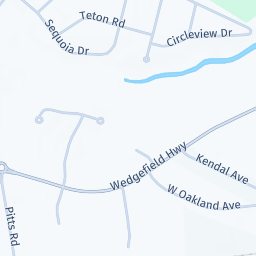 Teton Rd
Sequoia Dr
Circleview Dr
Wedgefield Hwy
Kendal Ave
W Oakland Ave
Pitts Rd